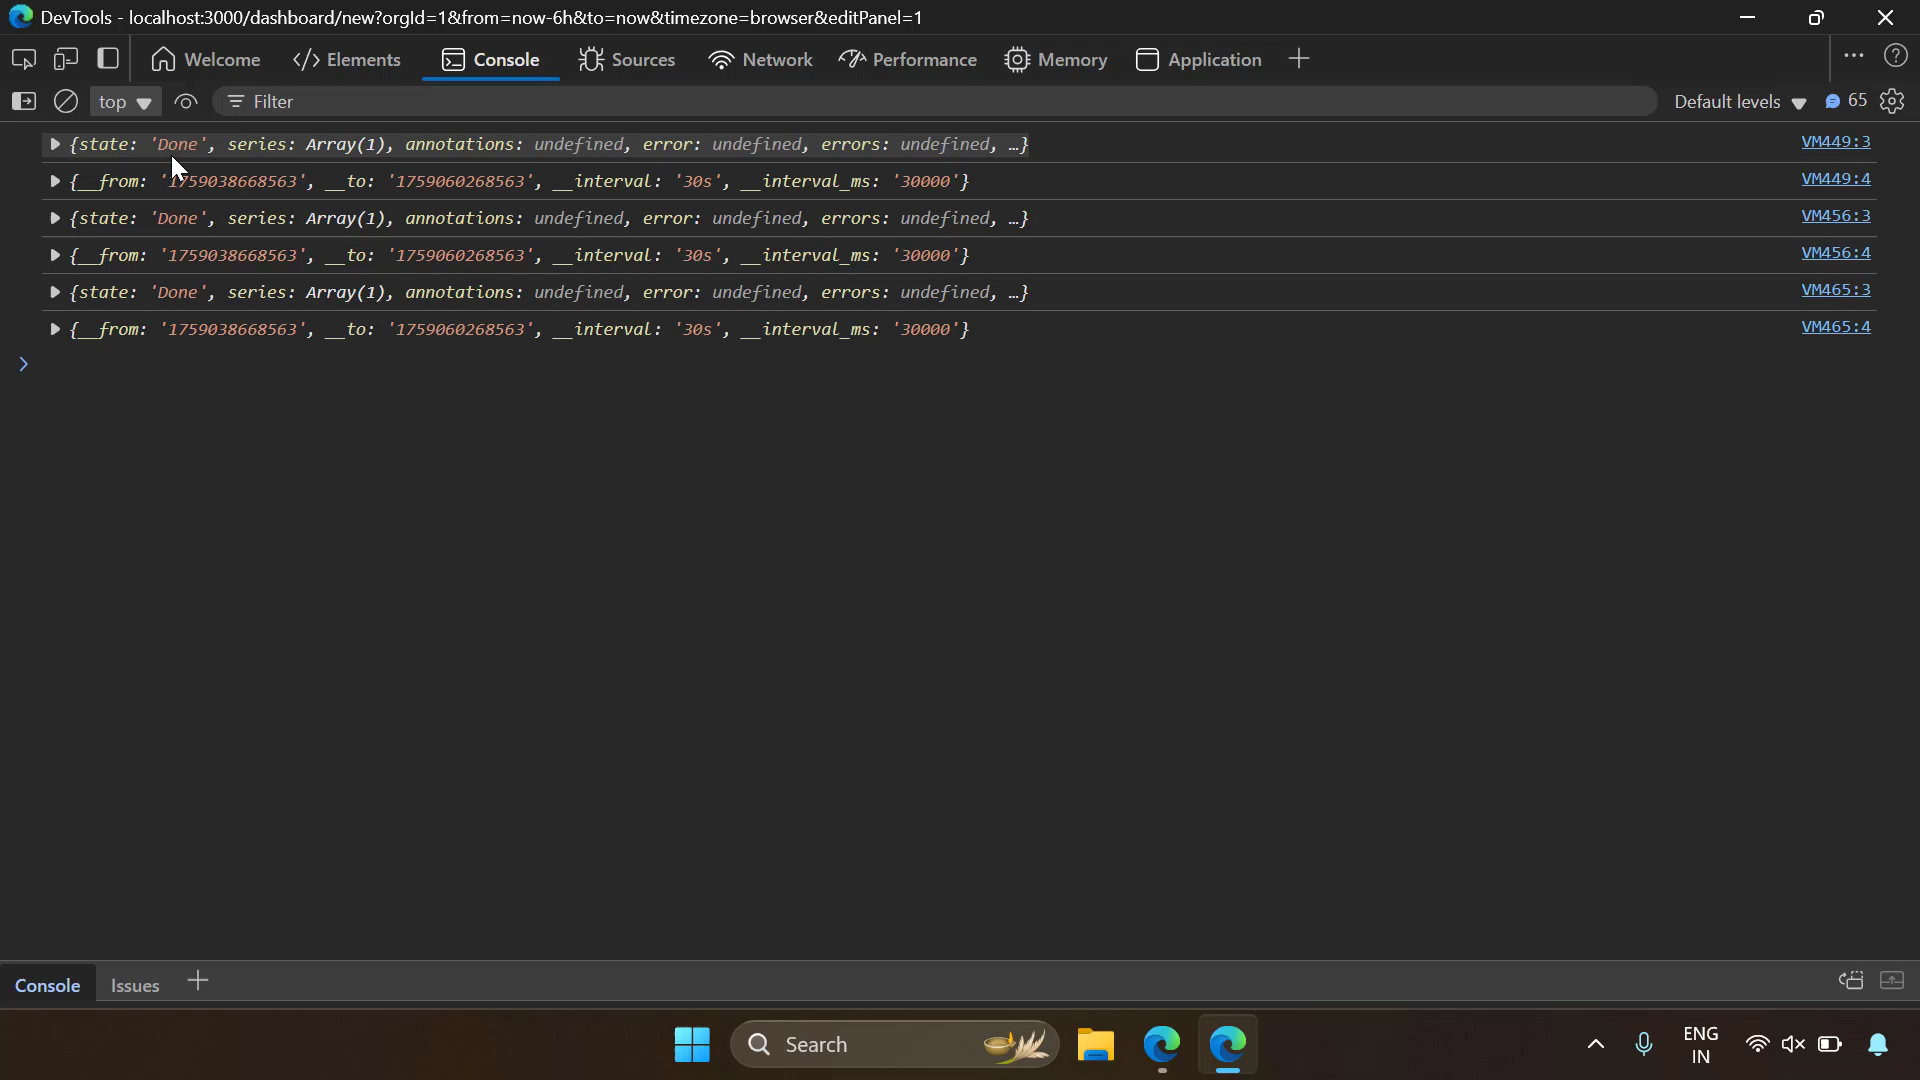 DevTools - localhost:3000/dashboard/new?orgId=1&from=now-6h&to=now&timezone=browser&editPanel=1
Welcome Elements Console Sources Network Performance Memory Application
top Filter Default levels 65
{state: 'Done', series: Array(1), annotations: undefined, error: undefined, errors: undefined, …} VM449:3
{__from: '1759038668563', __to: '1759060268563', __interval: '30s', __interval_ms: '30000'} VM449:4
{state: 'Done', series: Array(1), annotations: undefined, error: undefined, errors: undefined, …} VM456:3
{__from: '1759038668563', __to: '1759060268563', __interval: '30s', __interval_ms: '30000'} VM456:4
{state: 'Done', series: Array(1), annotations: undefined, error: undefined, errors: undefined, …} VM465:3
{__from: '1759038668563', __to: '1759060268563', __interval: '30s', __interval_ms: '30000'} VM465:4
Console Issues
Search
ENG
IN